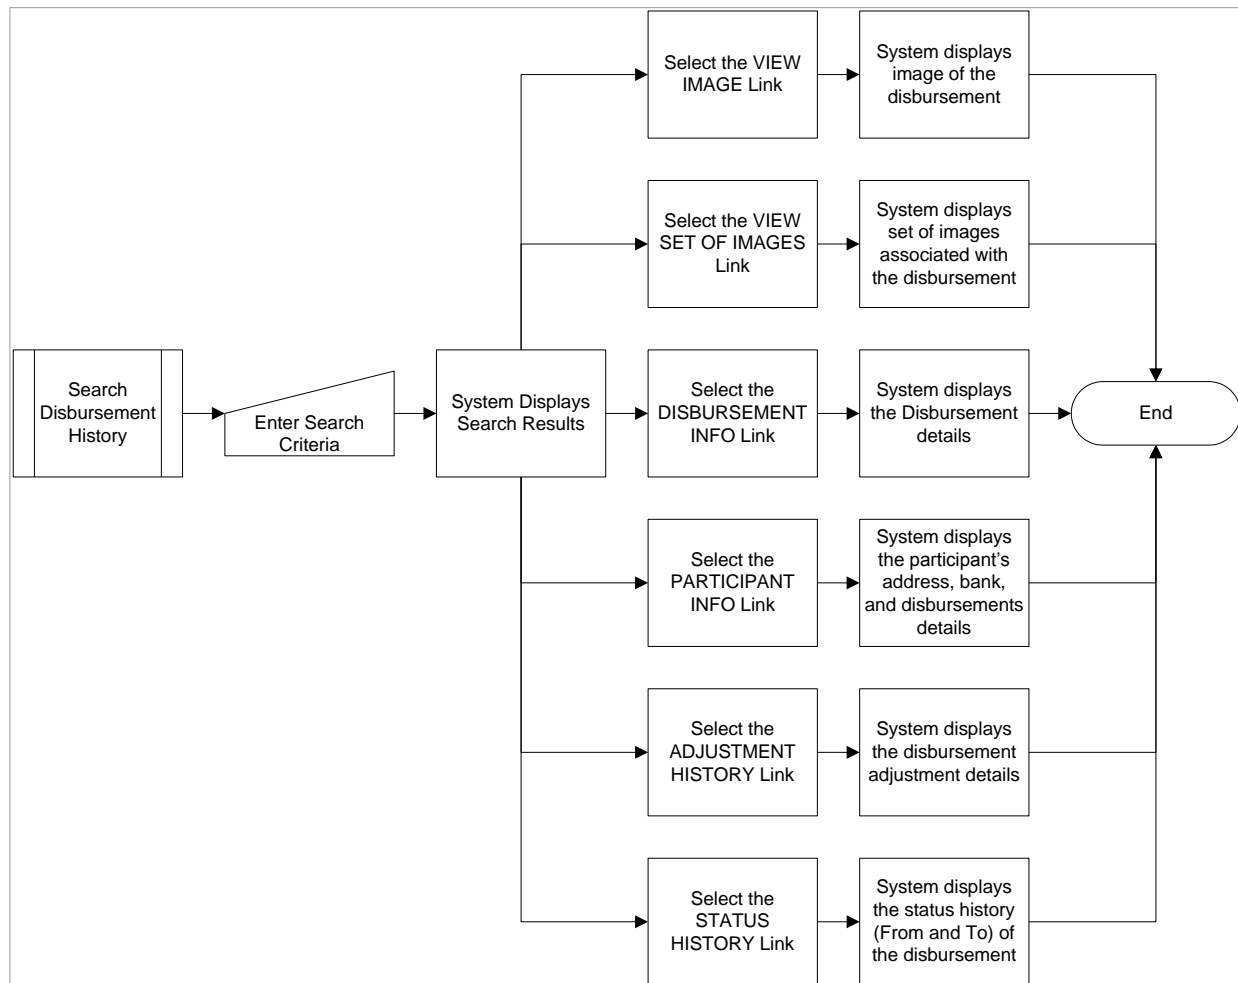 Search
Disbursement
History
Enter Search
Criteria
System Displays
Search Results
Select the VIEW
IMAGE Link
System displays
image of the
disbursement
Select the VIEW
SET OF IMAGES
Link
System displays
set of images
associated with
the disbursement
Select the
DISBURSEMENT
INFO Link
System displays
the Disbursement
details
Select the
PARTICIPANT
INFO Link
System displays
the participant’s
address, bank,
and disbursements
details
Select the
ADJUSTMENT
HISTORY Link
System displays
the disbursement
adjustment details
Select the
STATUS
HISTORY Link
System displays
the status history
(From and To) of
the disbursement
End